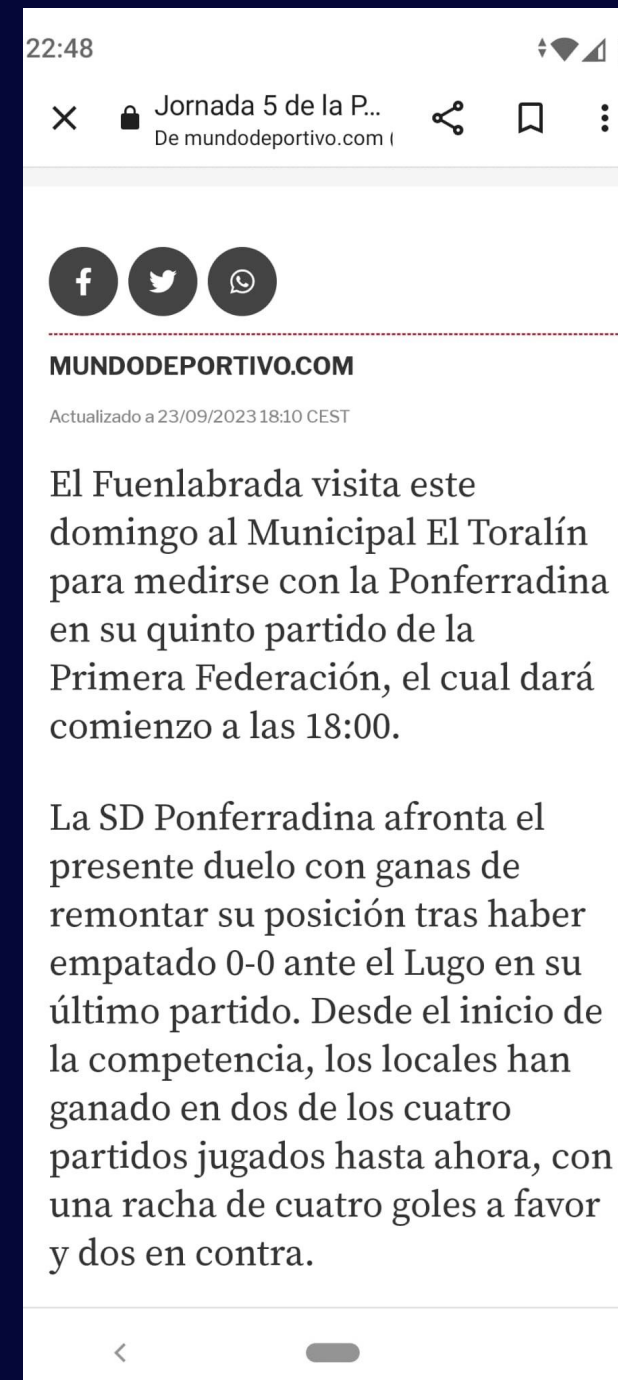 22:48
Jornada 5 de la P...
De mundodeportivo.com (
MUNDODEPORTIVO.COM
Actualizado a 23/09/2023 18:10 CEST
El Fuenlabrada visita este
domingo al Municipal El Toralín
para medirse con la Ponferradina
en su quinto partido de la
Primera Federación, el cual dará
comienzo a las 18:00.
La SD Ponferradina afronta el
presente duelo con ganas de
remontar su posición tras haber
empatado 0-0 ante el Lugo en su
último partido. Desde el inicio de
la competencia, los locales han
ganado en dos de los cuatro
partidos jugados hasta ahora, con
una racha de cuatro goles a favor
y dos en contra.